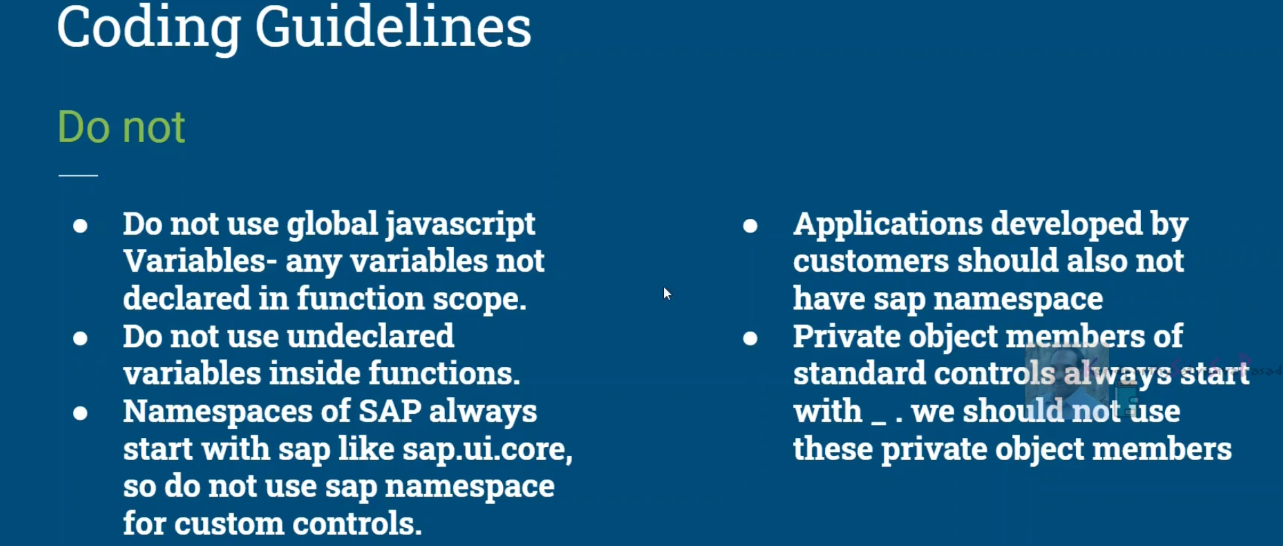 Coding Guidelines
Do not
● Do not use global javascript
Variables- any variables not
declared in function scope.
● Do not use undeclared
variables inside functions.
● Namespaces of SAP always
start with sap like sap.ui.core,
so do not use sap namespace
for custom controls.
● Applications developed by
customers should also not
have sap namespace
● Private object members of
standard controls always start
with _ . we should not use
these private object members